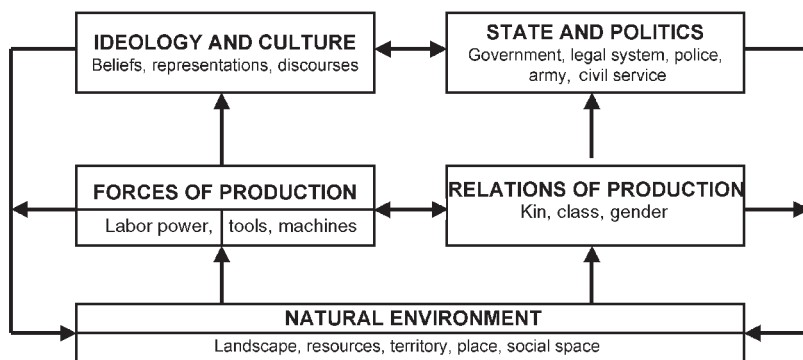 IDEOLOGY AND CULTURE
Beliefs, representations, discourses
STATE AND POLITICS
Government, legal system, police,
army, civil service
FORCES OF PRODUCTION
Labor power, tools, machines
RELATIONS OF PRODUCTION
Kin, class, gender
NATURAL ENVIRONMENT
Landscape, resources, territory, place, social space